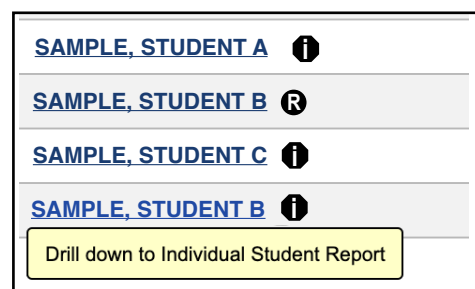 SAMPLE, STUDENT A i
SAMPLE, STUDENT B R
SAMPLE, STUDENT C i
SAMPLE, STUDENT B i
Drill down to Individual Student Report